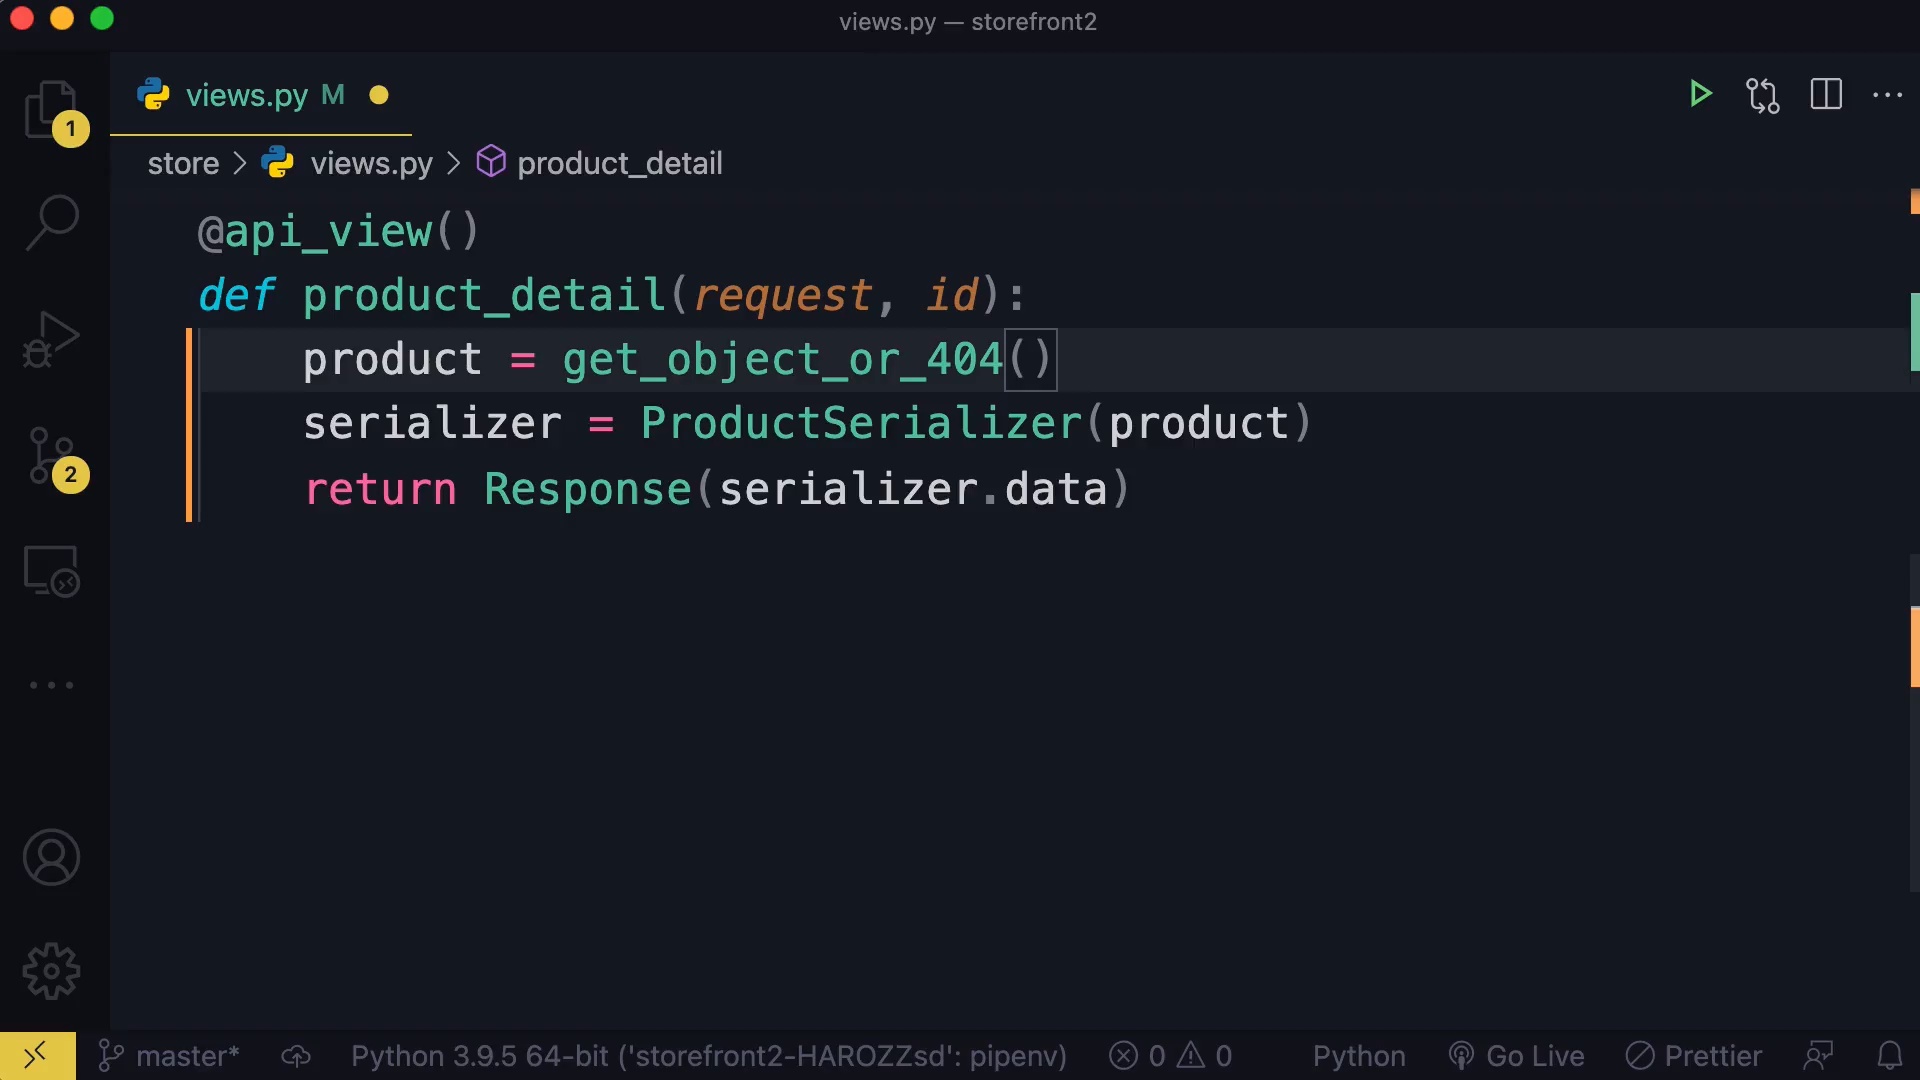 views.py — storefront2
views.py M
1
store > views.py > product_detail
@api_view()
def product_detail(request, id):
product = get_object_or_404()
serializer = ProductSerializer(product)
return Response(serializer.data)
2
master* Python 3.9.5 64-bit ('storefront2-HAROZZsd': pipenv) 0 0 Python Go Live Prettier